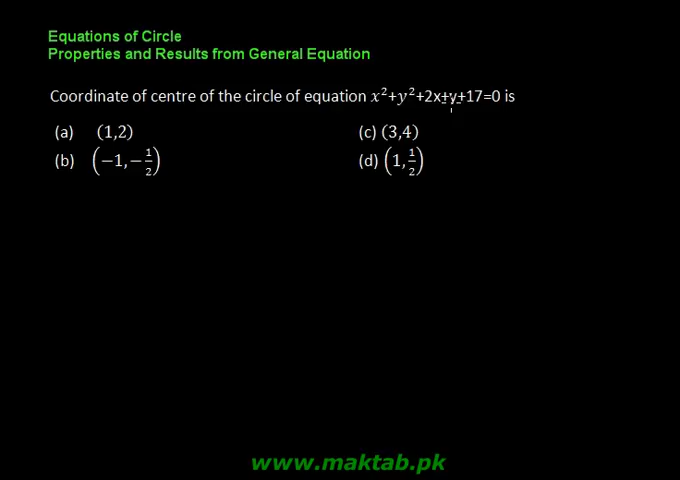 Equations of Circle
Properties and Results from General Equation
Coordinate of centre of the circle of equation 𝑥²+𝑦²+2x+y+17=0 is
(a) (1,2) (c) (3,4)
(b) (−1,−1/2) (d) (1,1/2)
www.maktab.pk